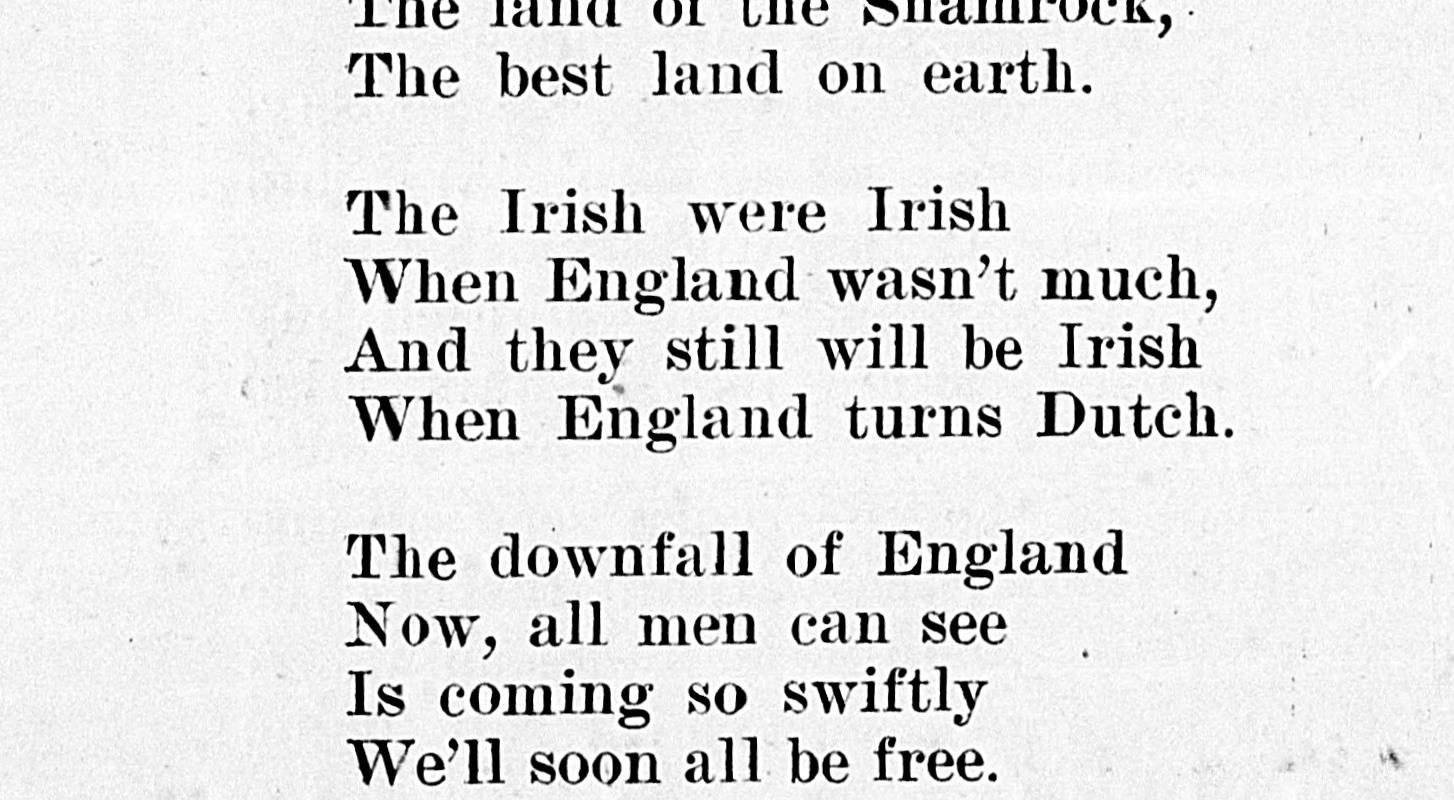 The land of the Shamrock,
The best land on earth.
The Irish were Irish
When England wasn't much,
And they still will be Irish
When England turns Dutch.
The downfall of England
Now, all men can see
Is coming so swiftly
We'll soon all be free.